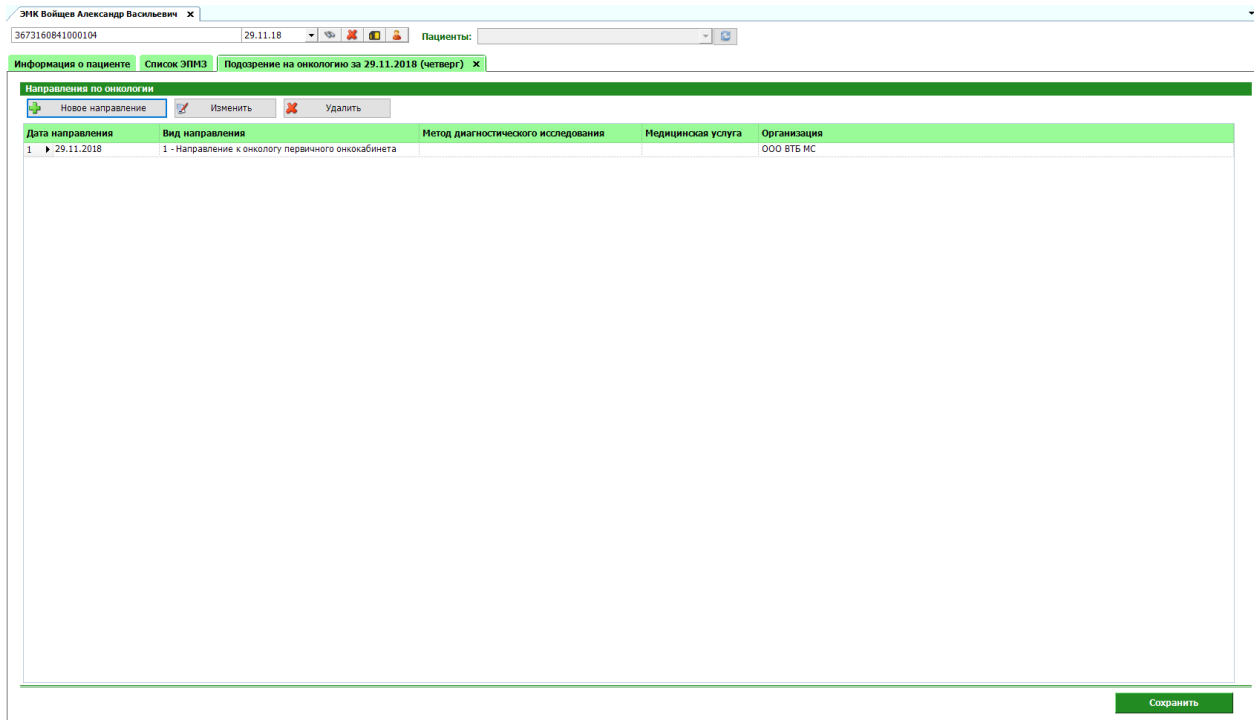 ЭМК Войщев Александр Васильевич
3673160841000104 29.11.18 Пациенты:
Информация о пациенте Список ЭПМЗ Подозрение на онкологию за 29.11.2018 (четверг)
Направления по онкологии
Новое направление Изменить Удалить
Дата направления Вид направления Метод диагностического исследования Медицинская услуга Организация
1 29.11.2018 1 - Направление к онкологу первичного онкокабинета ООО ВТБ МС
Сохранить